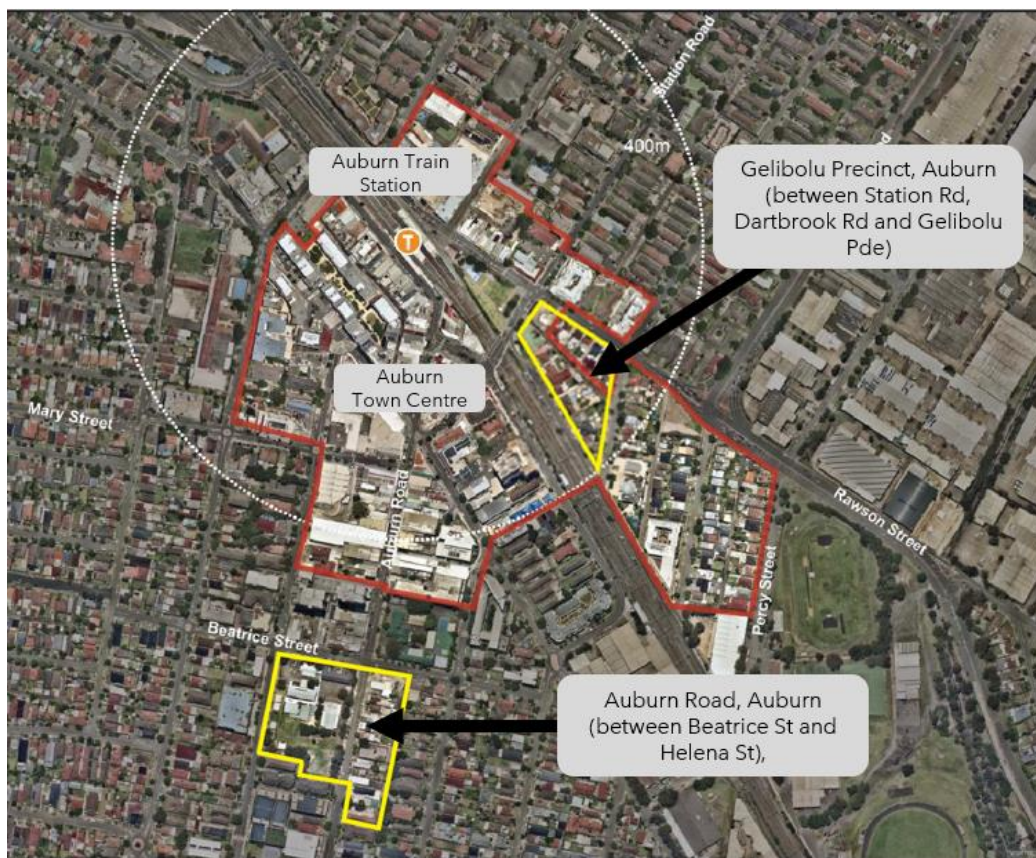 Station Road
400m
Auburn Train
Station
T
Gelibolu Precinct, Auburn
(between Station Rd,
Dartbrook Rd and Gelibolu
Pde)
Auburn
Town Centre
Mary Street
Auburn Road
Rawson Street
Percy Street
Beatrice Street
Auburn Road, Auburn
(between Beatrice St and
Helena St),